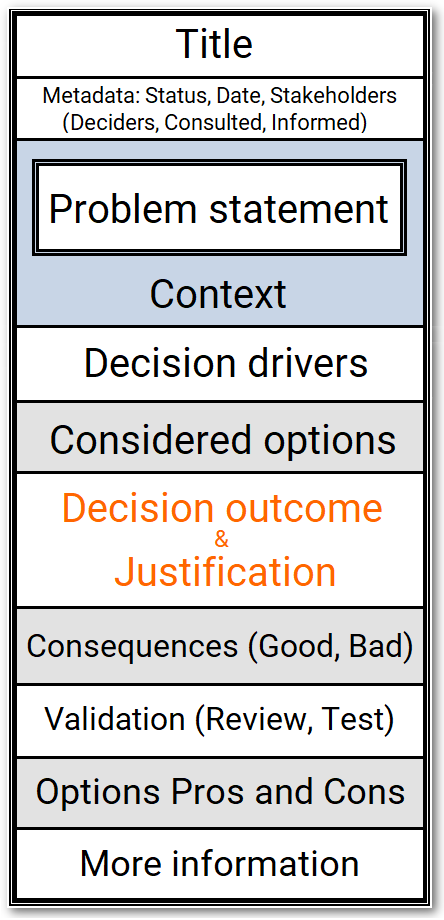 Title
Metadata: Status, Date, Stakeholders
(Deciders, Consulted, Informed)
Problem statement
Context
Decision drivers
Considered options
Decision outcome
&
Justification
Consequences (Good, Bad)
Validation (Review, Test)
Options Pros and Cons
More information